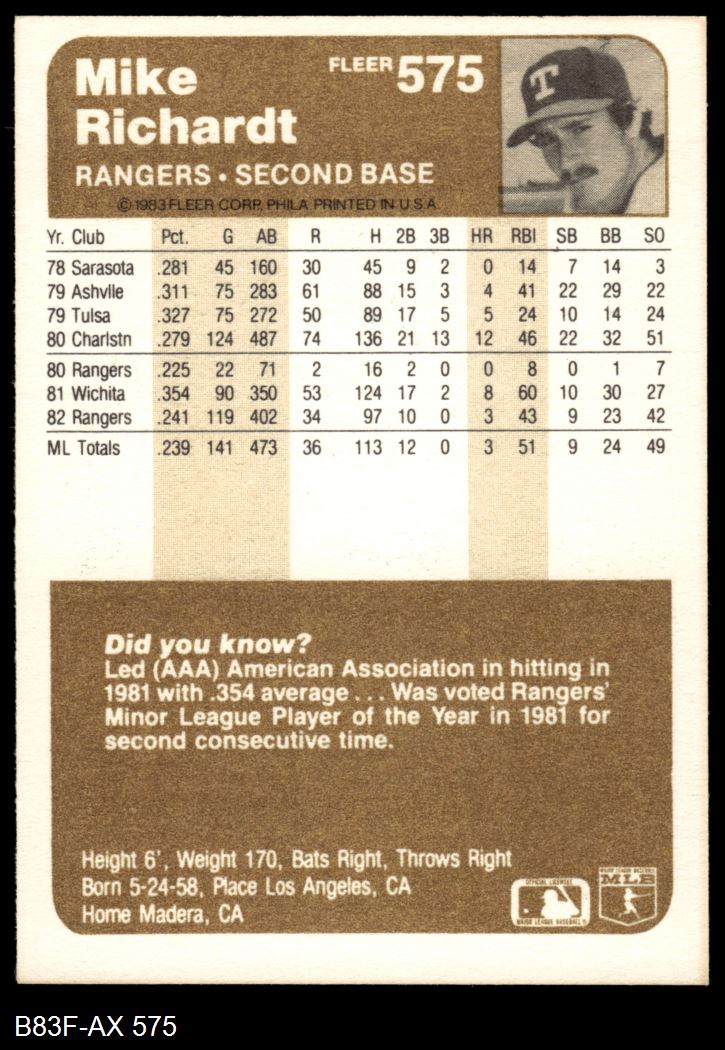 Mike
Richardt
FLEER 575
RANGERS • SECOND BASE
© 1983 FLEER CORP. PHILA PRINTED IN U.S.A.
T
Yr. Club Pct. G AB R H 2B 3B HR RBI SB BB SO
78 Sarasota .281 45 160 30 45 9 2 0 14 7 14 3
79 Ashvlle .311 75 283 61 88 15 3 4 41 22 29 22
79 Tulsa .327 75 272 50 89 17 5 5 24 10 14 24
80 Charlstn .279 124 487 74 136 21 13 12 46 22 32 51
80 Rangers .225 22 71 2 16 2 0 0 8 0 1 7
81 Wichita .354 90 350 53 124 17 2 8 60 10 30 27
82 Rangers .241 119 402 34 97 10 0 3 43 9 23 42
ML Totals .239 141 473 36 113 12 0 3 51 9 24 49
Did you know?
Led (AAA) American Association in hitting in
1981 with .354 average . . . Was voted Rangers'
Minor League Player of the Year in 1981 for
second consecutive time.
Height 6', Weight 170, Bats Right, Throws Right
Born 5-24-58, Place Los Angeles, CA
Home Madera, CA
OFFICIAL LICENSEE
MAJOR LEAGUE BASEBALL
MAJOR LEAGUE BASEBALL
MLB
B83F-AX 575